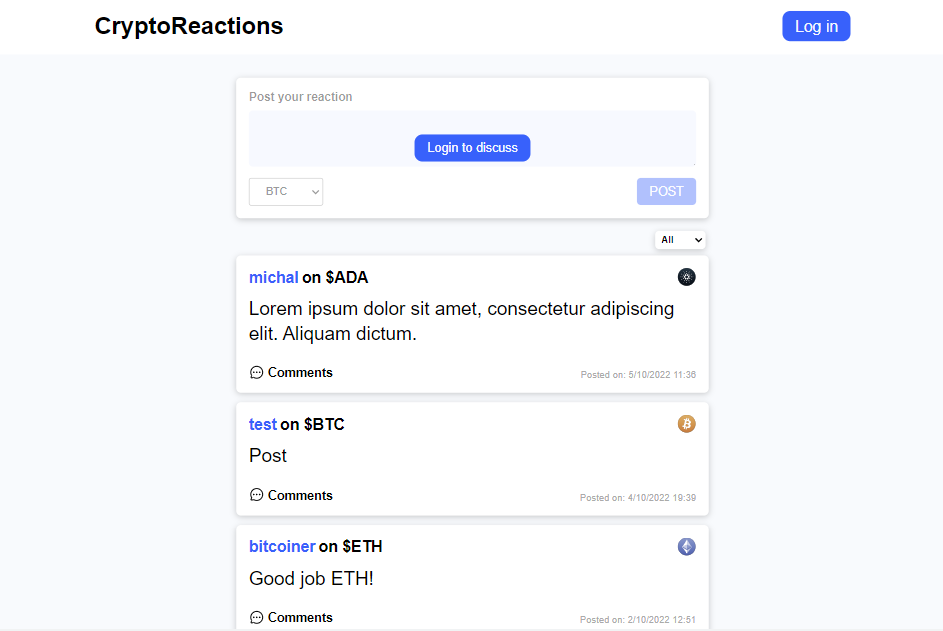 CryptoReactions
Log in
Post your reaction
Login to discuss
BTC
POST
All
michal on $ADA
Lorem ipsum dolor sit amet, consectetur adipiscing
elit. Aliquam dictum.
Comments
Posted on: 5/10/2022 11:36
test on $BTC
Post
Comments
Posted on: 4/10/2022 19:39
bitcoiner on $ETH
Good job ETH!
Comments
Posted on: 2/10/2022 12:51